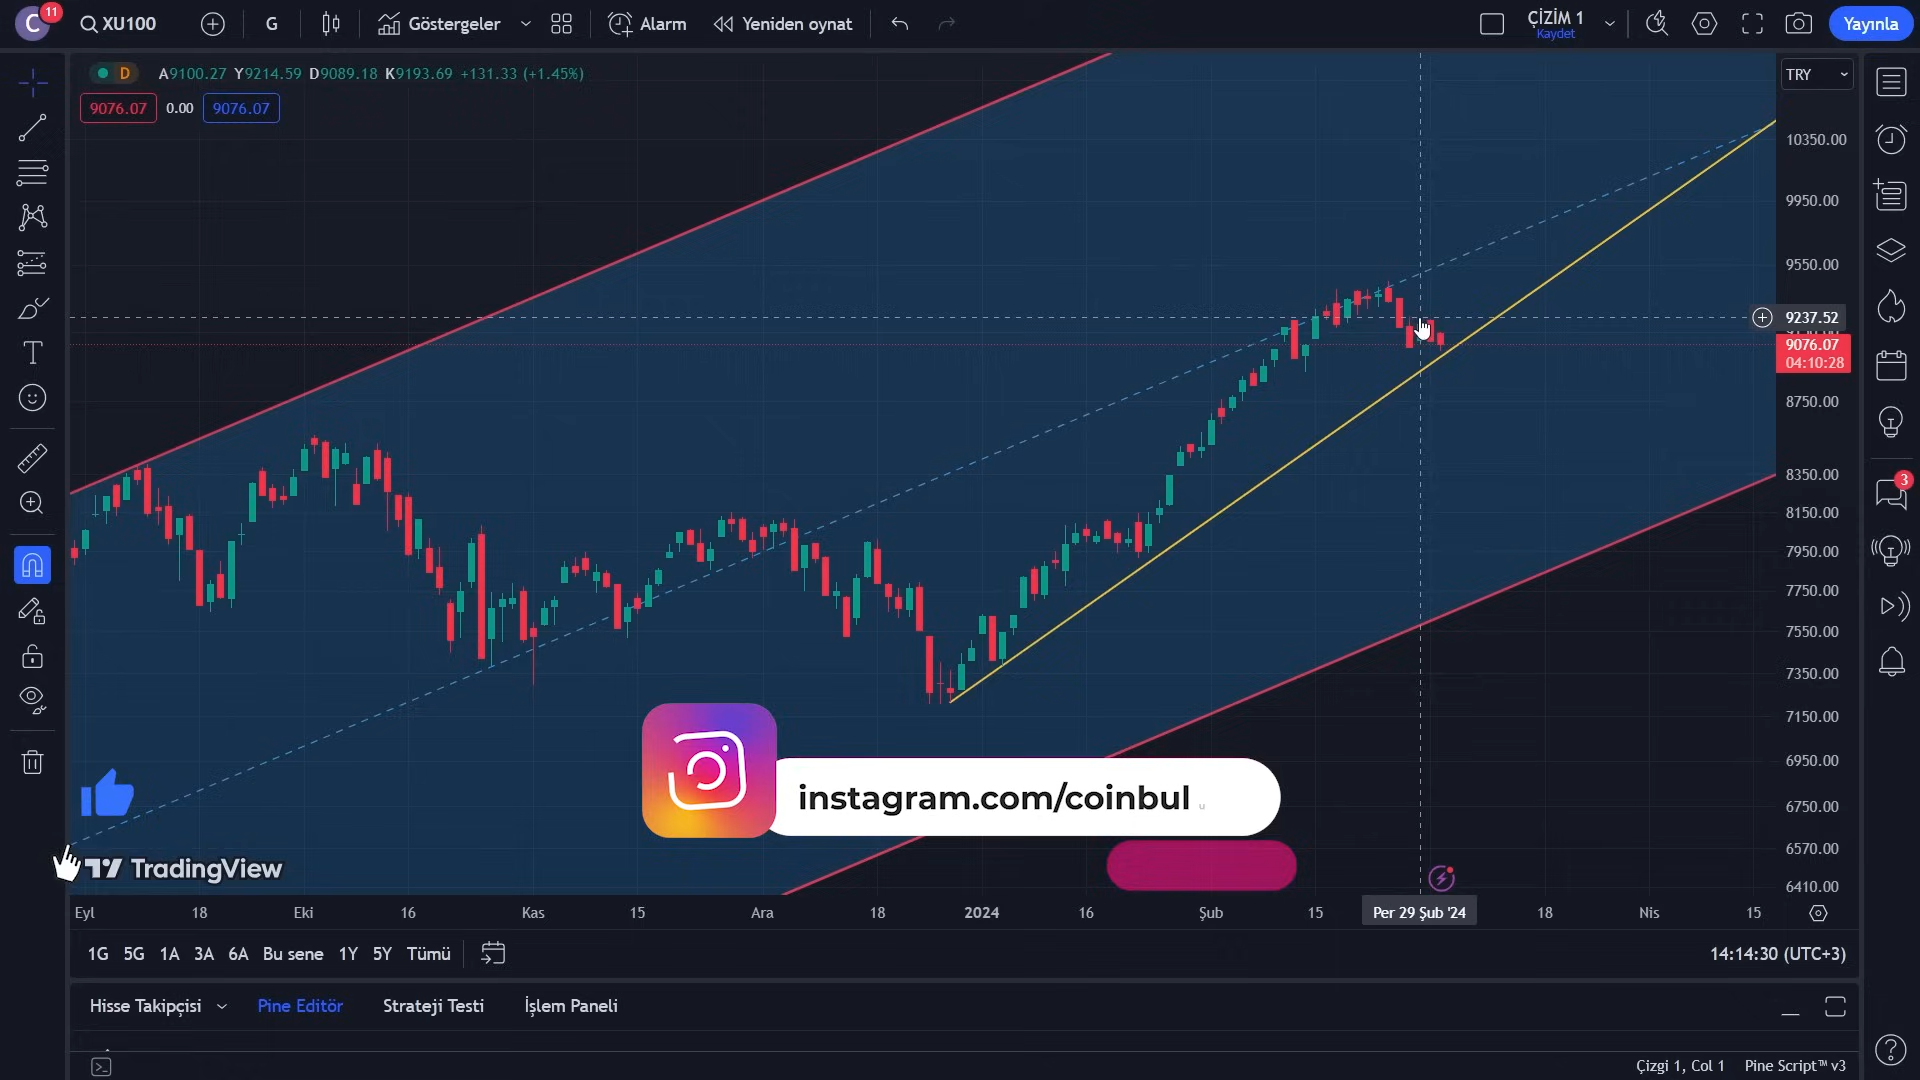 C 11 XU100 G Göstergeler Alarm Yeniden oynat ÇİZİM 1 Kaydet Yayınla
D A9100.27 Y9214.59 D9089.18 K9193.69 +131.33 (+1.45%)
TRY
9076.07 0.00 9076.07
10350.00
9950.00
9550.00
9237.52
9076.07
04:10:28
8750.00
8350.00
3
8150.00
7950.00
7750.00
7550.00
7350.00
7150.00
6950.00
instagram.com/coinbul u
6750.00
6570.00
TradingView
6410.00
Eyl 18 Eki 16 Kas 15 Ara 18 2024 16 Şub 15 Per 29 Şub '24 18 Nis 15
1G 5G 1A 3A 6A Bu sene 1Y 5Y Tümü 14:14:30 (UTC+3)
Hisse Takipçisi Pine Editör Strateji Testi İşlem Paneli
Çizgi 1, Col 1 Pine Script™ v3